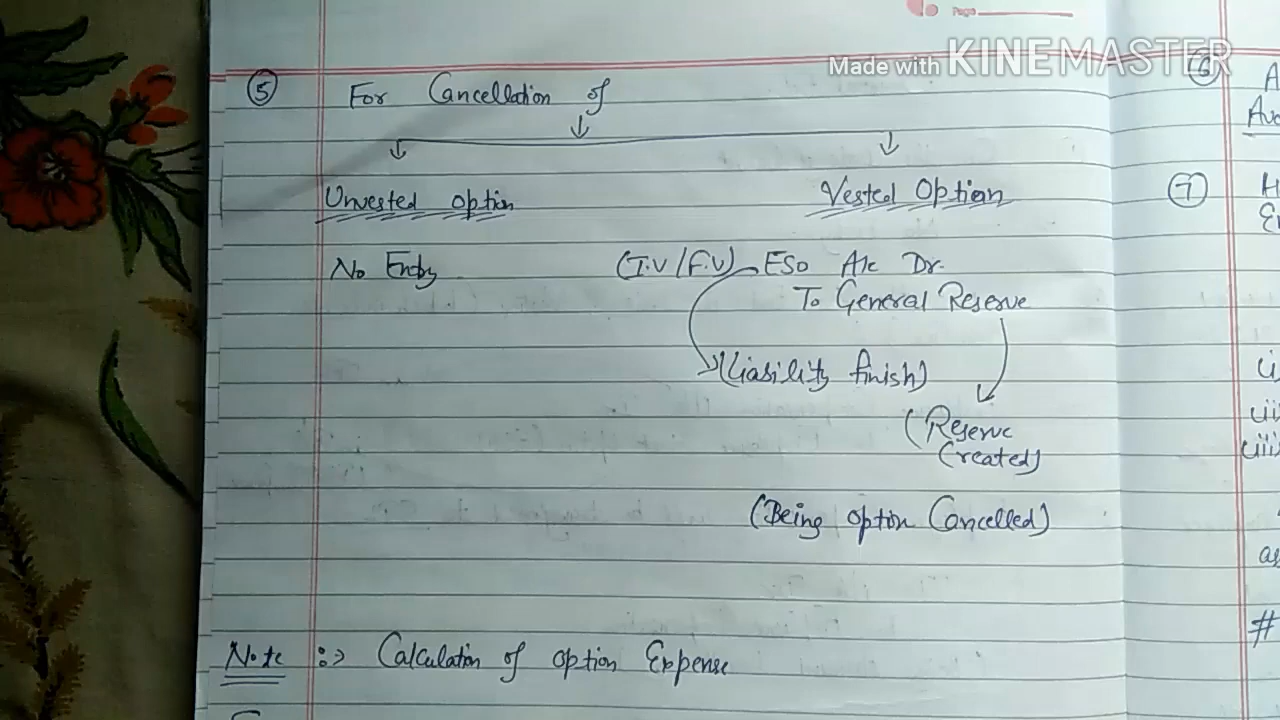 Page
Made with KINEMASTER
⑤ For Cancellation of
Unvested option
Vested Option
No Entry
(I.V / F.V) ESO A/c Dr.
To General Reserve
(Liability finish)
(Reserve
Created)
(Being option Cancelled)
Note :→ Calculation of option Expense
⑥
⑦
#